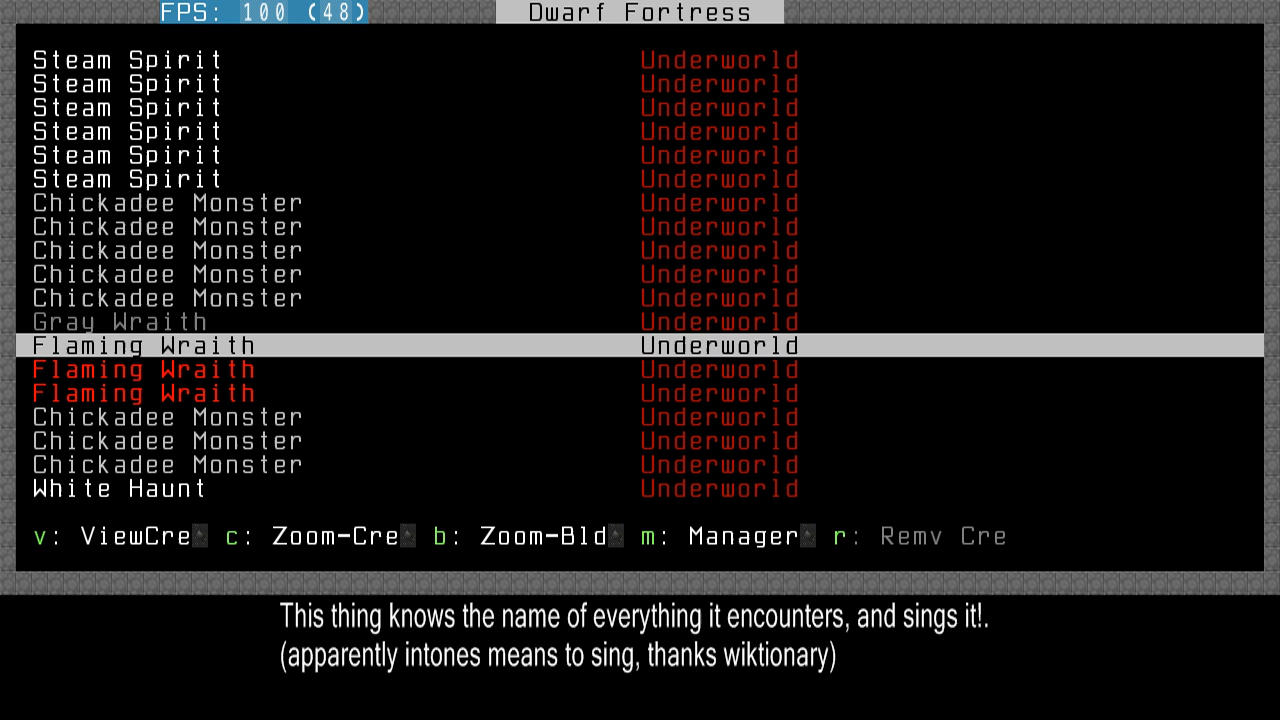 FPS: 100 (48) Dwarf Fortress
Steam Spirit Underworld
Steam Spirit Underworld
Steam Spirit Underworld
Steam Spirit Underworld
Steam Spirit Underworld
Steam Spirit Underworld
Chickadee Monster Underworld
Chickadee Monster Underworld
Chickadee Monster Underworld
Chickadee Monster Underworld
Chickadee Monster Underworld
Gray Wraith Underworld
Flaming Wraith Underworld
Flaming Wraith Underworld
Flaming Wraith Underworld
Chickadee Monster Underworld
Chickadee Monster Underworld
Chickadee Monster Underworld
White Haunt Underworld
v: ViewCre c: Zoom-Cre b: Zoom-Bld m: Manager r: Remv Cre
This thing knows the name of everything it encounters, and sings it!.
(apparently intones means to sing, thanks wiktionary)